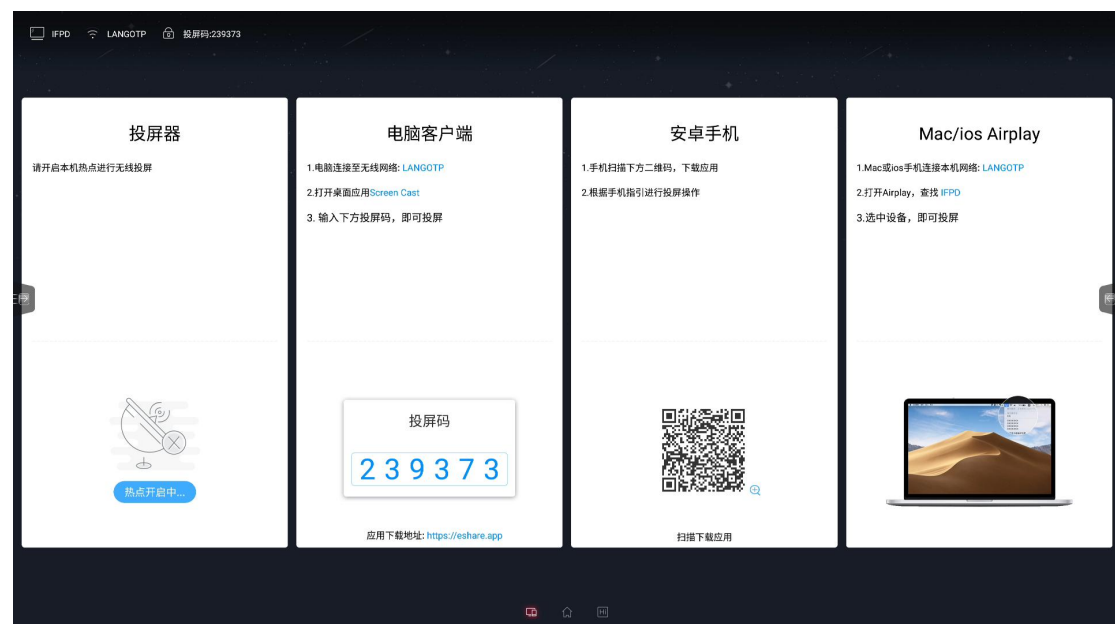 IFPD LANGOTP 投屏码:239373
投屏器
请开启本机热点进行无线投屏
热点开启中...
电脑客户端
1.电脑连接至无线网络: LANGOTP
2.打开桌面应用Screen Cast
3. 输入下方投屏码，即可投屏
投屏码
239373
应用下载地址: https://eshare.app
安卓手机
1.手机扫描下方二维码，下载应用
2.根据手机指引进行投屏操作
扫描下载应用
Mac/ios Airplay
1.Mac或ios手机连接本机网络: LANGOTP
2.打开Airplay，查找 IFPD
3.选中设备，即可投屏